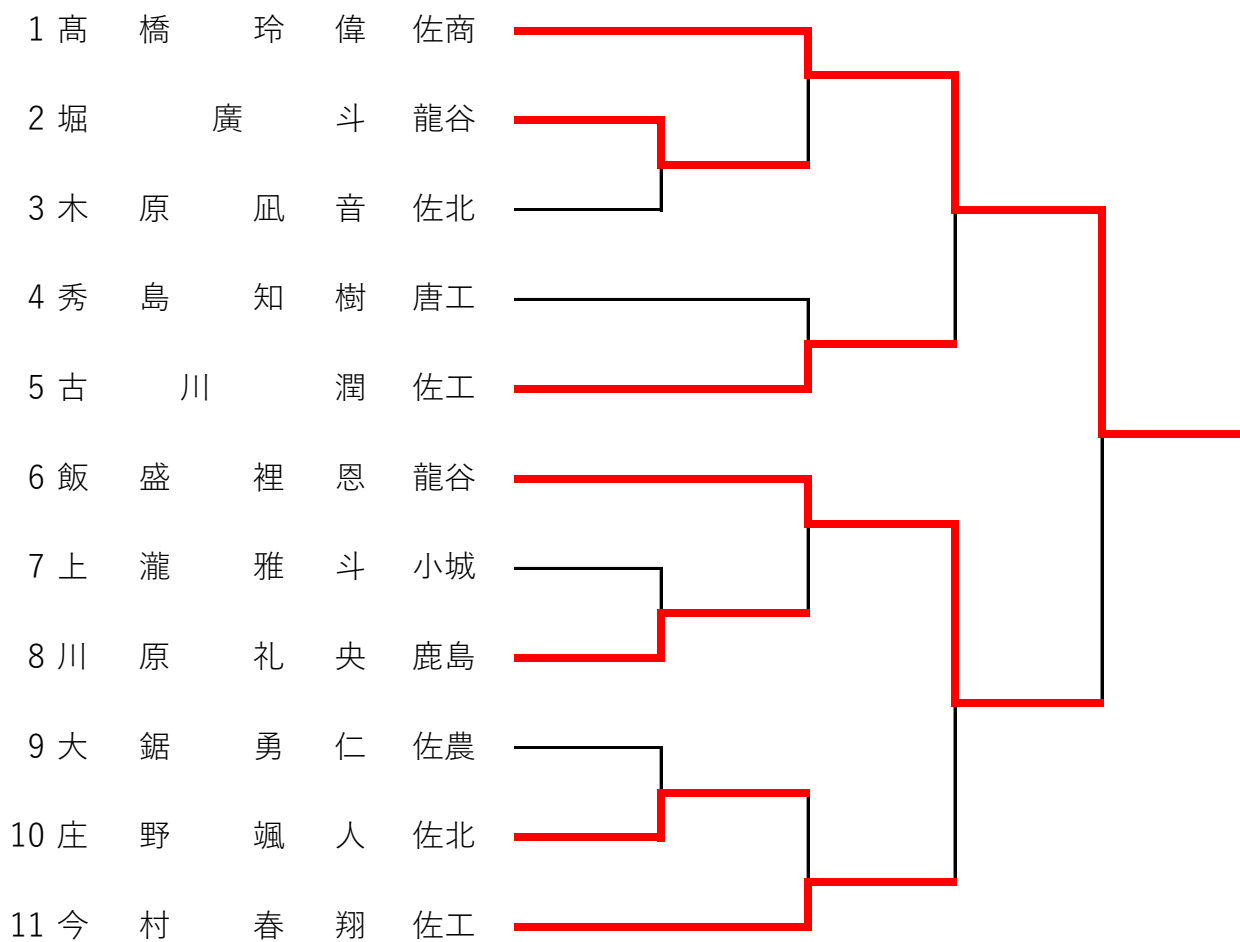 1 髙橋 玲偉 佐商
2 堀 廣斗 龍谷
3 木原 凪音 佐北
4 秀島 知樹 唐工
5 古川 潤 佐工
6 飯盛 裡恩 龍谷
7 上瀧 雅斗 小城
8 川原 礼央 鹿島
9 大鋸 勇仁 佐農
10 庄野 颯人 佐北
11 今村 春翔 佐工